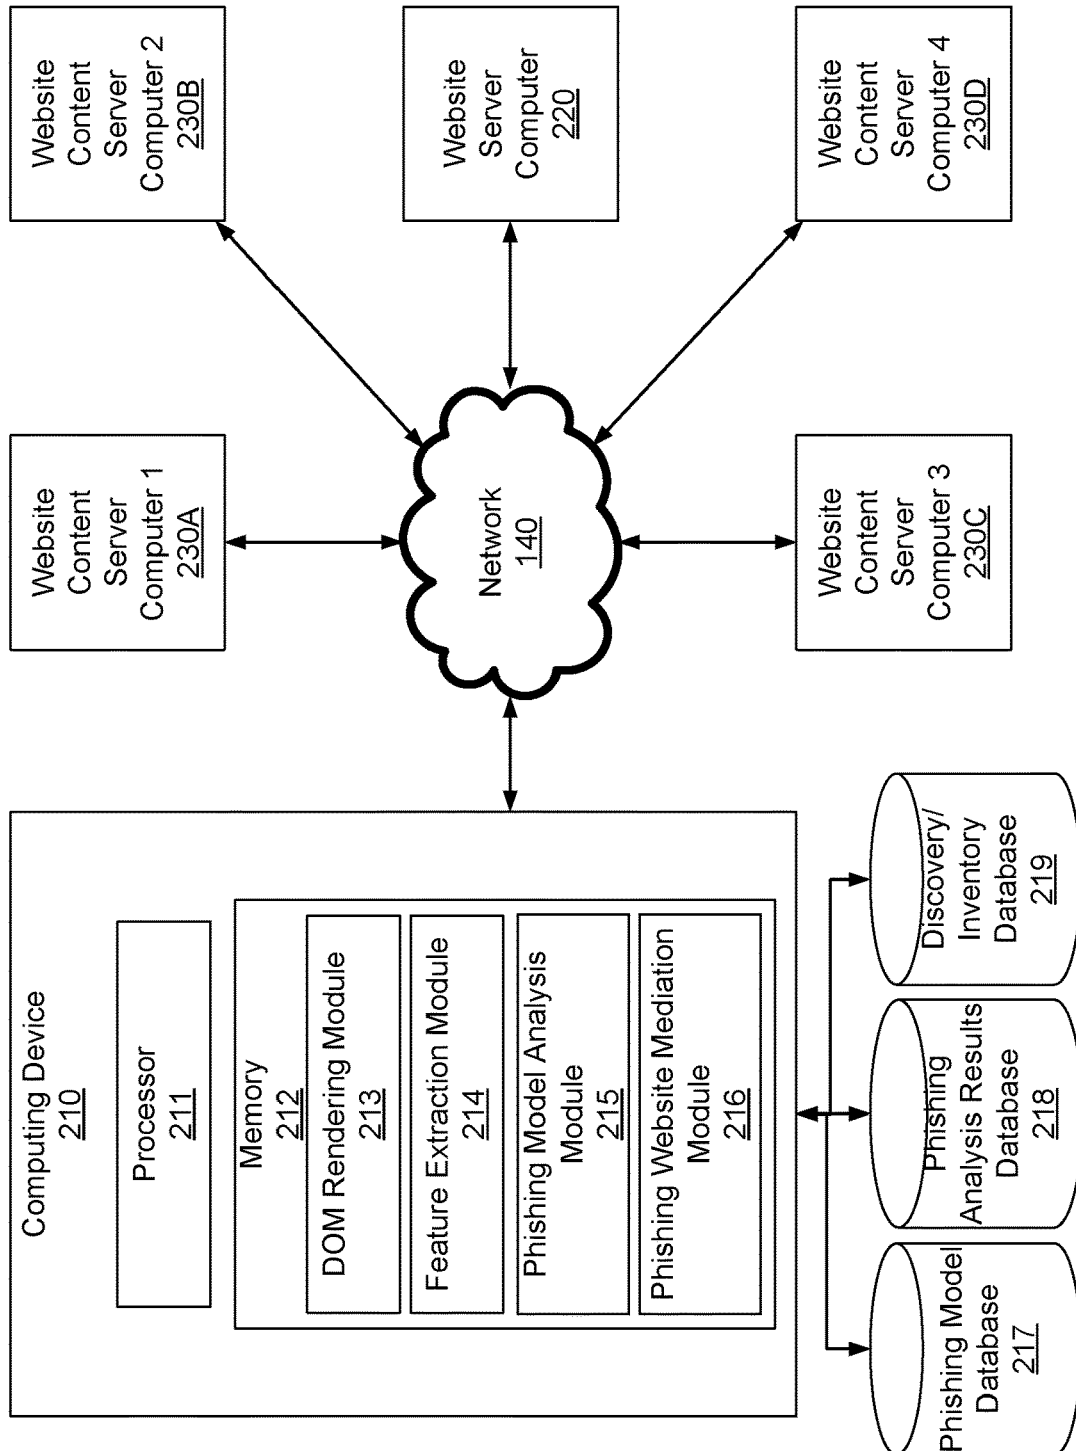 Computing Device
210
Processor
211
Memory
212
DOM Rendering Module
213
Feature Extraction Module
214
Phishing Model Analysis
Module
215
Phishing Website Mediation
Module
216
Phishing Model
Database
217
Phishing
Analysis Results
Database
218
Discovery/
Inventory
Database
219
Network
140
Website
Content
Server
Computer 1
230A
Website
Content
Server
Computer 2
230B
Website
Server
Computer
220
Website
Content
Server
Computer 3
230C
Website
Content
Server
Computer 4
230D